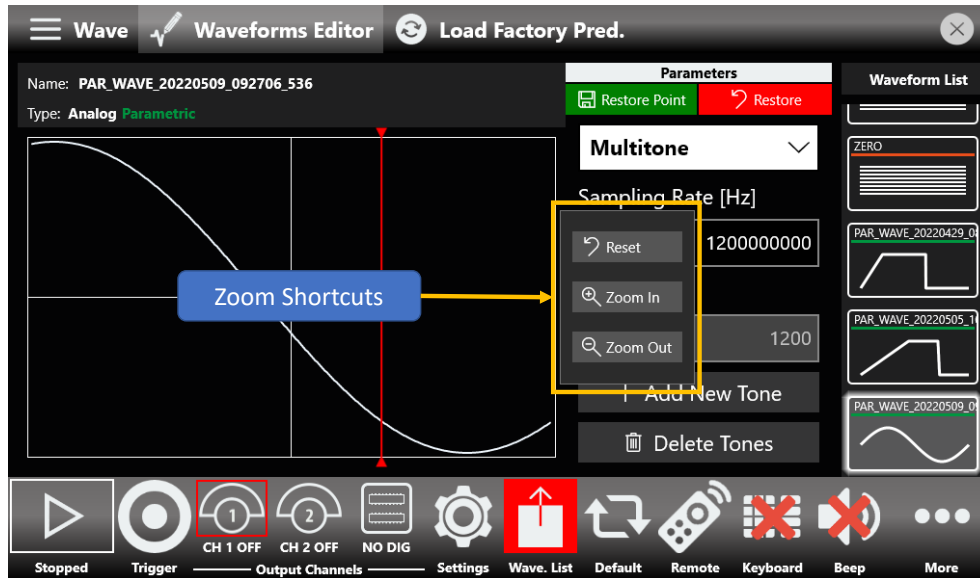 Wave
Waveforms Editor
Load Factory Pred.
Name: PAR_WAVE_20220509_092706_536
Type: Analog Parametric
Parameters
Restore Point
Restore
Multitone
Sampling Rate [Hz]
1200000000
1200
Add New Tone
Delete Tones
Reset
Zoom In
Zoom Out
Zoom Shortcuts
Waveform List
ZERO
PAR_WAVE_20220429_08
PAR_WAVE_20220505_10
PAR_WAVE_20220509_09
1
2
CH 1 OFF
CH 2 OFF
NO DIG
Stopped
Trigger
Output Channels
Settings
Wave. List
Default
Remote
Keyboard
Beep
More